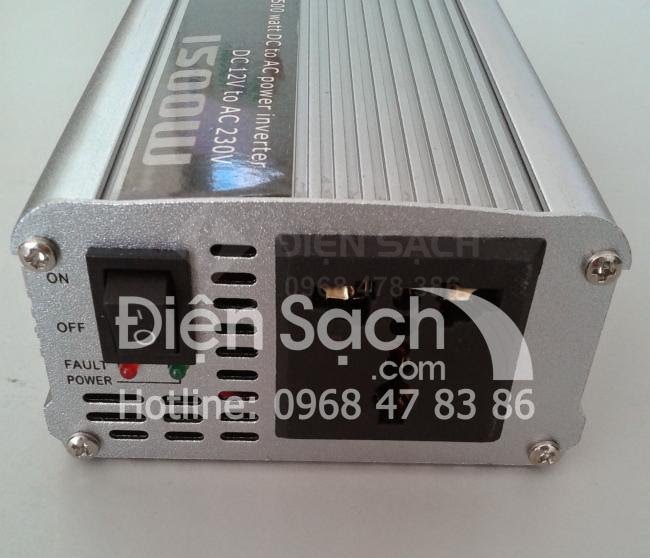 1500W
1500 watt DC to AC power inverter
DC 12V to AC 230V
ĐIỆN SẠCH
0968 478 386
ON
OFF
FAULT
POWER
Điện Sạch
.com
Hotline: 0968 47 83 86